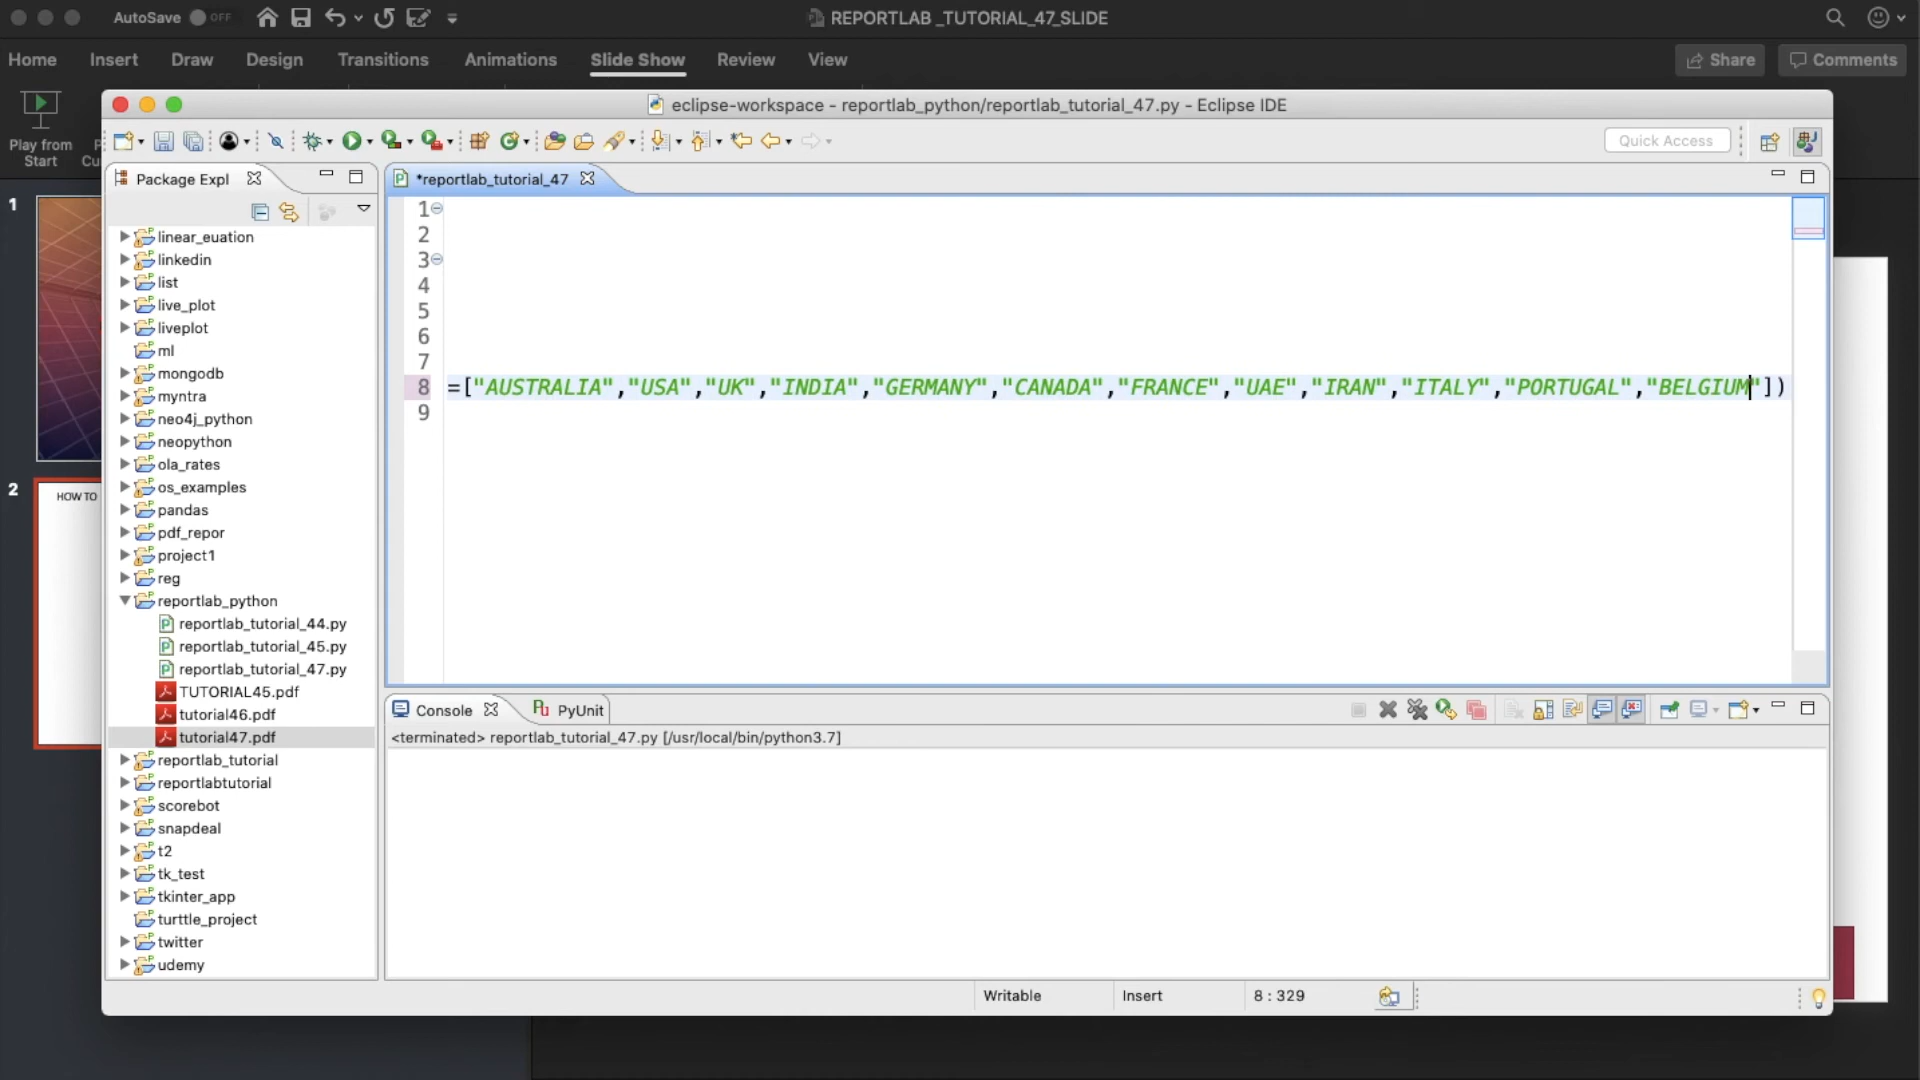 AutoSave OFF
REPORTLAB _TUTORIAL_47_SLIDE
Home Insert Draw Design Transitions Animations Slide Show Review View
Share Comments
Play from
Start
1
2
HOW TO
eclipse-workspace - reportlab_python/reportlab_tutorial_47.py - Eclipse IDE
Quick Access
Package Expl
linear_euation
linkedin
list
live_plot
liveplot
ml
mongodb
myntra
neo4j_python
neopython
ola_rates
os_examples
pandas
pdf_repor
project1
reg
reportlab_python
reportlab_tutorial_44.py
reportlab_tutorial_45.py
reportlab_tutorial_47.py
TUTORIAL45.pdf
tutorial46.pdf
tutorial47.pdf
reportlab_tutorial
reportlabtutorial
scorebot
snapdeal
t2
tk_test
tkinter_app
turttle_project
twitter
udemy
*reportlab_tutorial_47
1
2
3
4
5
6
7
8 =["AUSTRALIA","USA","UK","INDIA","GERMANY","CANADA","FRANCE","UAE","IRAN","ITALY","PORTUGAL","BELGIUM"])
9
Console PyUnit
<terminated> reportlab_tutorial_47.py [/usr/local/bin/python3.7]
Writable Insert 8 : 329